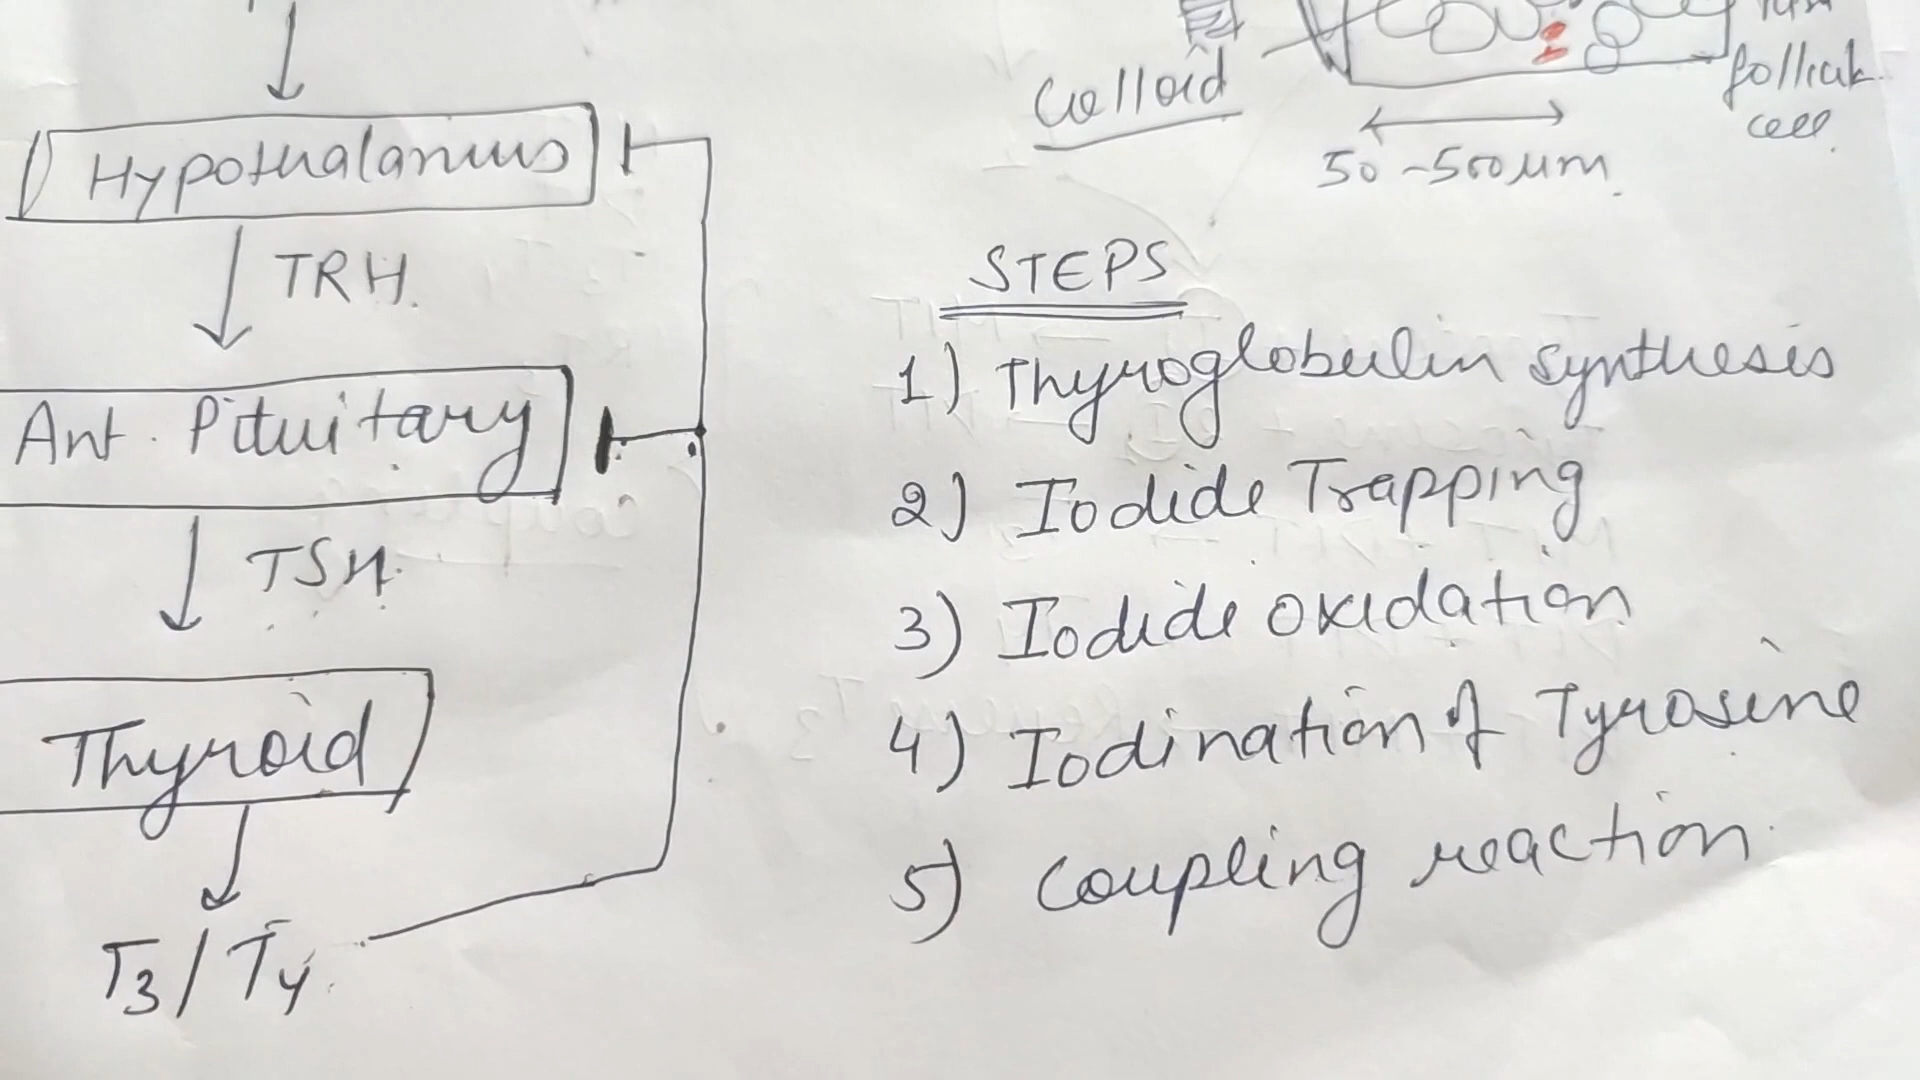 Hypothalamus
TRH.
Ant. Pituitary
TSH.
Thyroid
T3/T4.
Colloid
follicle
cell.
50-500μm.
STEPS
1) Thyroglobulin synthesis
2) Iodide Trapping
3) Iodide oxidation
4) Iodination of Tyrosine
5) Coupling reaction.